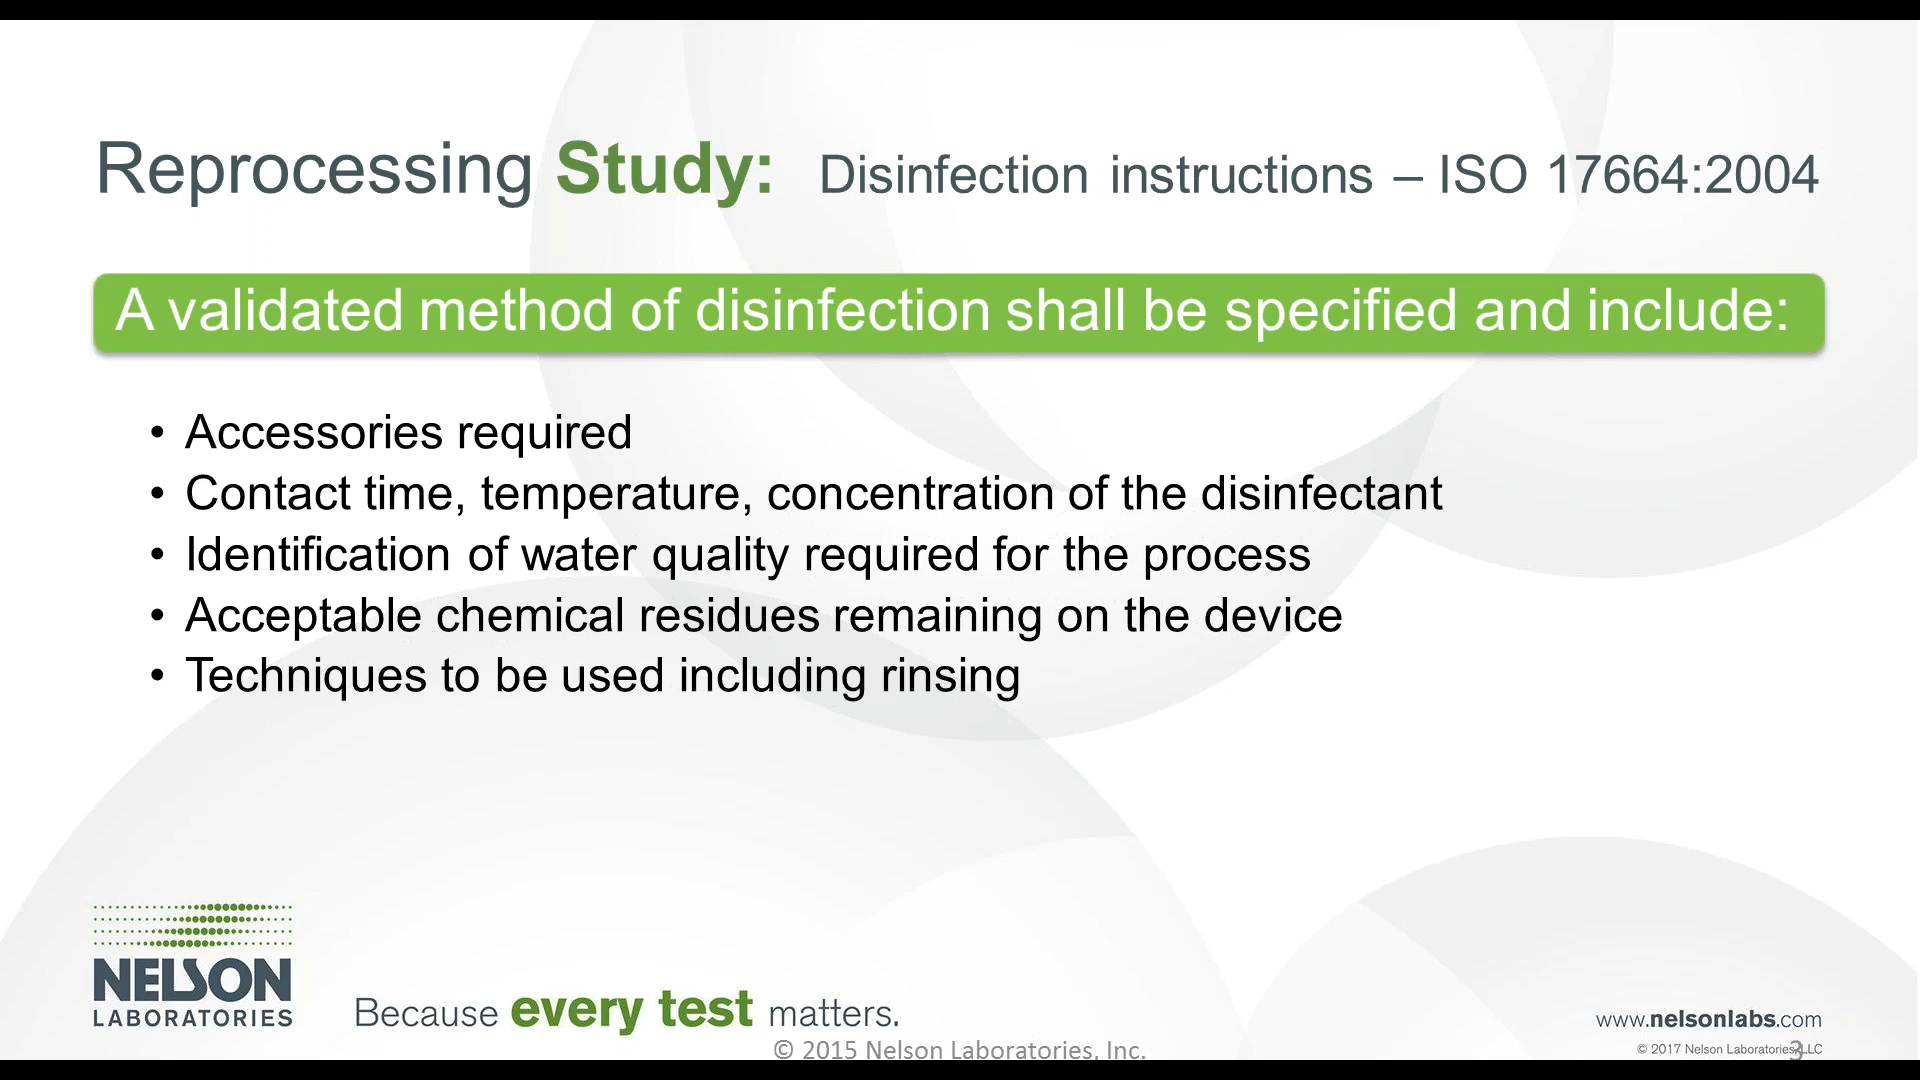 Reprocessing Study: Disinfection instructions – ISO 17664:2004
A validated method of disinfection shall be specified and include:
• Accessories required
• Contact time, temperature, concentration of the disinfectant
• Identification of water quality required for the process
• Acceptable chemical residues remaining on the device
• Techniques to be used including rinsing
NELSON
LABORATORIES
Because every test matters.
www.nelsonlabs.com
© 2015 Nelson Laboratories, Inc.
© 2017 Nelson Laboratories, LLC
3